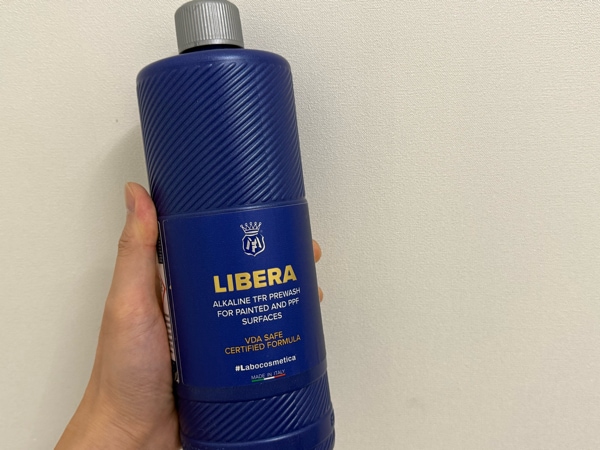 LIBERA
ALKALINE TFR PREWASH
FOR PAINTED AND PPF
SURFACES
VDA SAFE
CERTIFIED FORMULA
#Labocosmetica
MADE IN ITALY